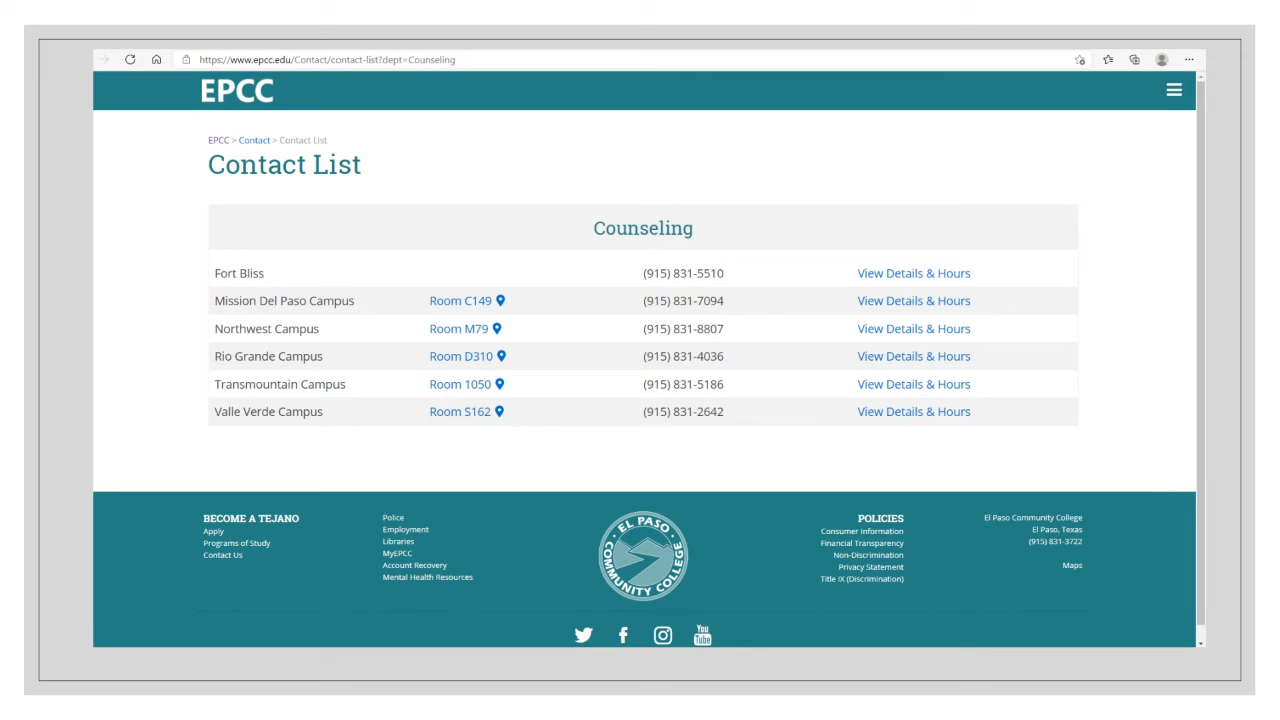 https://www.epcc.edu/Contact/contact-list?dept=Counseling
EPCC
EPCC > Contact > Contact List
Contact List
Counseling
Fort Bliss (915) 831-5510 View Details & Hours
Mission Del Paso Campus Room C149 (915) 831-7094 View Details & Hours
Northwest Campus Room M79 (915) 831-8807 View Details & Hours
Rio Grande Campus Room D310 (915) 831-4036 View Details & Hours
Transmountain Campus Room 1050 (915) 831-5186 View Details & Hours
Valle Verde Campus Room S162 (915) 831-2642 View Details & Hours
BECOME A TEJANO
Apply
Programs of Study
Contact Us
Police
Employment
Libraries
MyEPCC
Account Recovery
Mental Health Resources
EL PASO
COMMUNITY COLLEGE
POLICIES
Consumer Information
Financial Transparency
Non-Discrimination
Privacy Statement
Title IX (Discrimination)
El Paso Community College
El Paso, Texas
(915) 831-3722
Maps
You
Tube